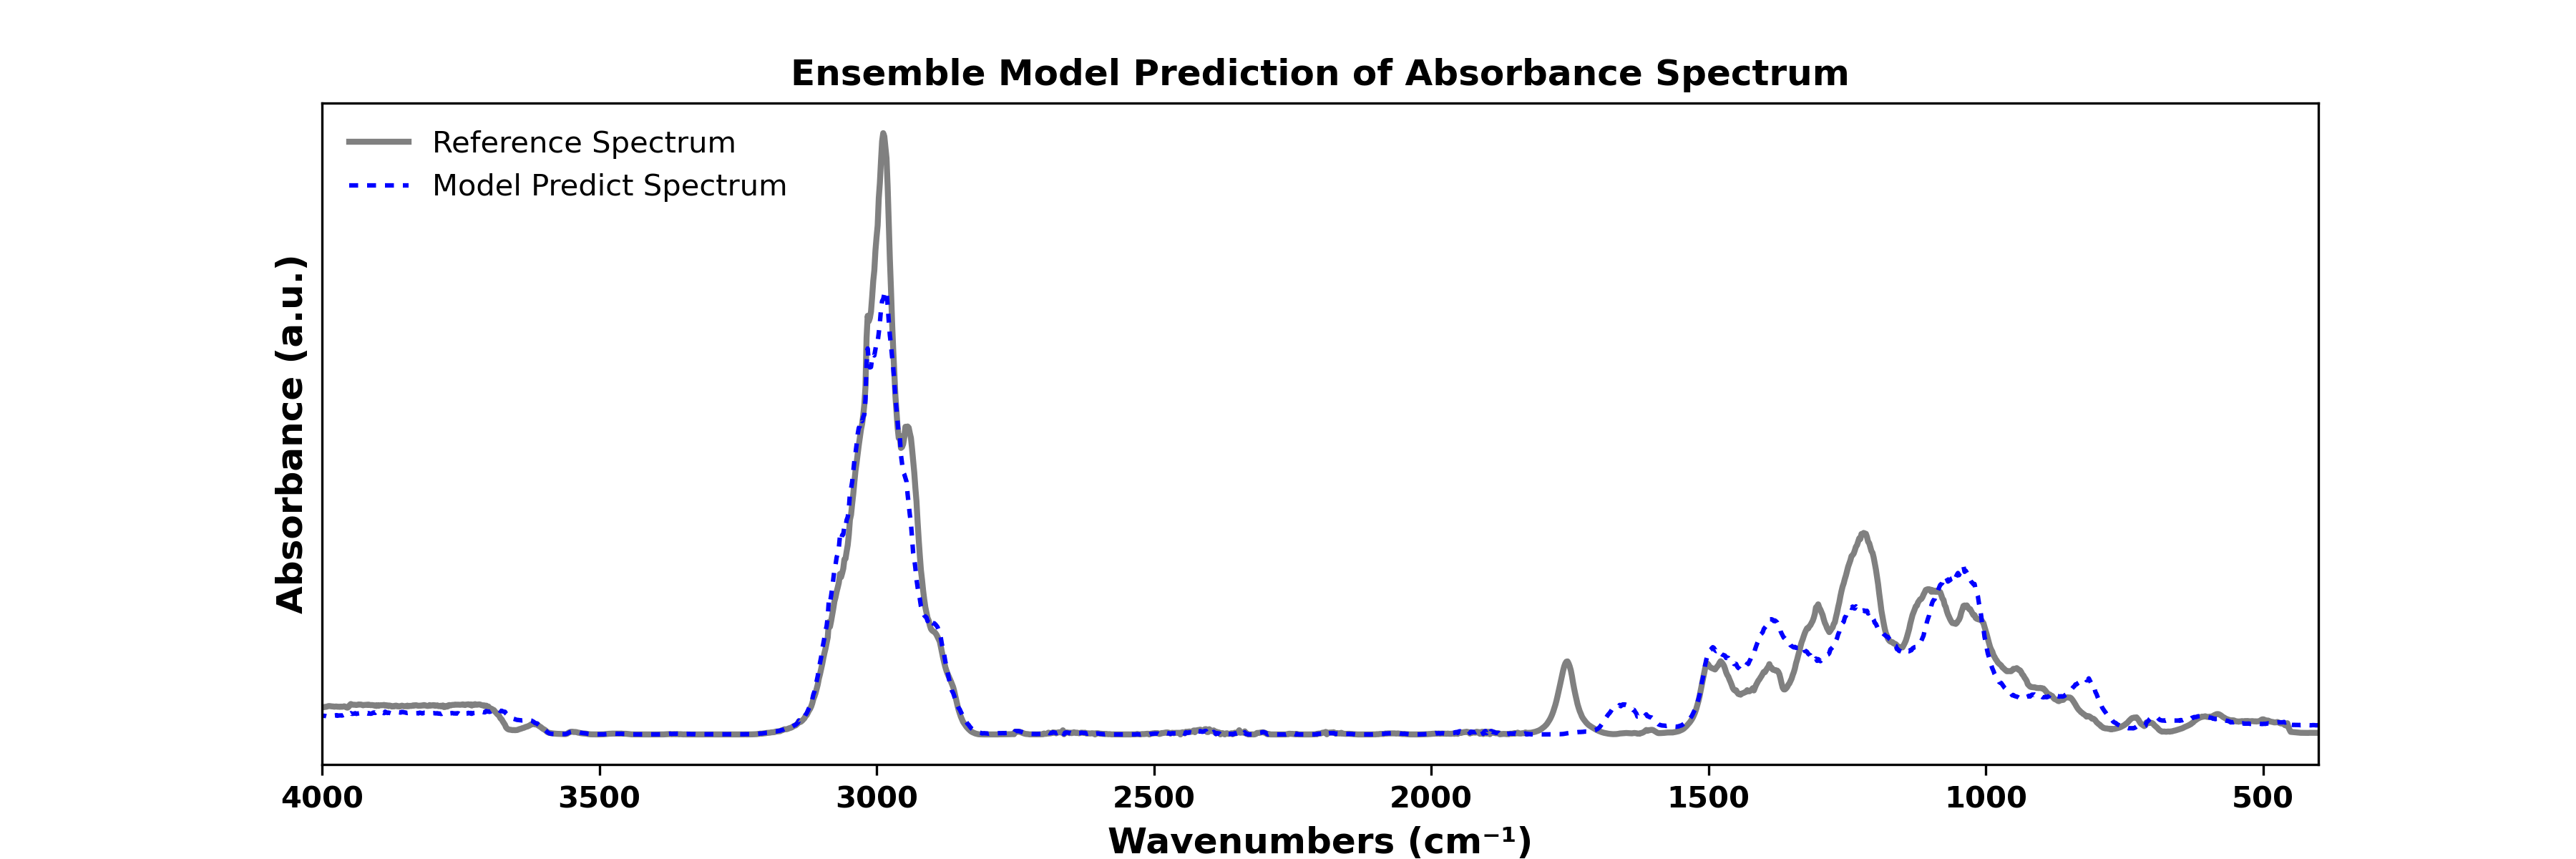 Ensemble Model Prediction of Absorbance Spectrum
Reference Spectrum
Model Predict Spectrum
Absorbance (a.u.)
4000 3500 3000 2500 2000 1500 1000 500
Wavenumbers (cm⁻¹)